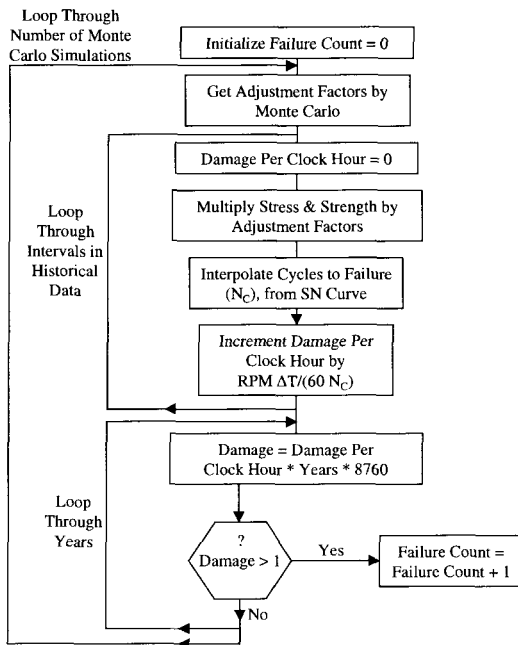 Loop Through
Number of Monte
Carlo Simulations
Initialize Failure Count = 0
Get Adjustment Factors by
Monte Carlo
Damage Per Clock Hour = 0
Loop
Through
Intervals in
Historical
Data
Multiply Stress & Strength by
Adjustment Factors
Interpolate Cycles to Failure
(N_C), from SN Curve
Increment Damage Per
Clock Hour by
RPM ΔT/(60 N_C)
Loop
Through
Years
Damage = Damage Per
Clock Hour * Years * 8760
?
Damage > 1
Yes
Failure Count =
Failure Count + 1
No